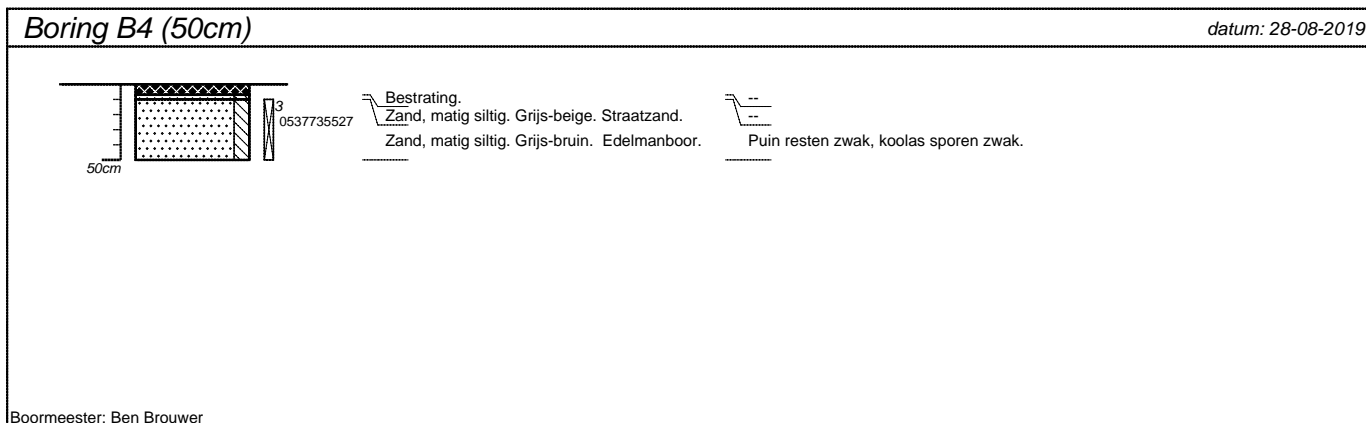 Boring B4 (50cm)
datum: 28-08-2019
Bestrating.
--
3
Zand, matig siltig. Grijs-beige. Straatzand.
--
0537735527
Zand, matig siltig. Grijs-bruin. Edelmanboor.
Puin resten zwak, koolas sporen zwak.
50cm
Boormeester: Ben Brouwer